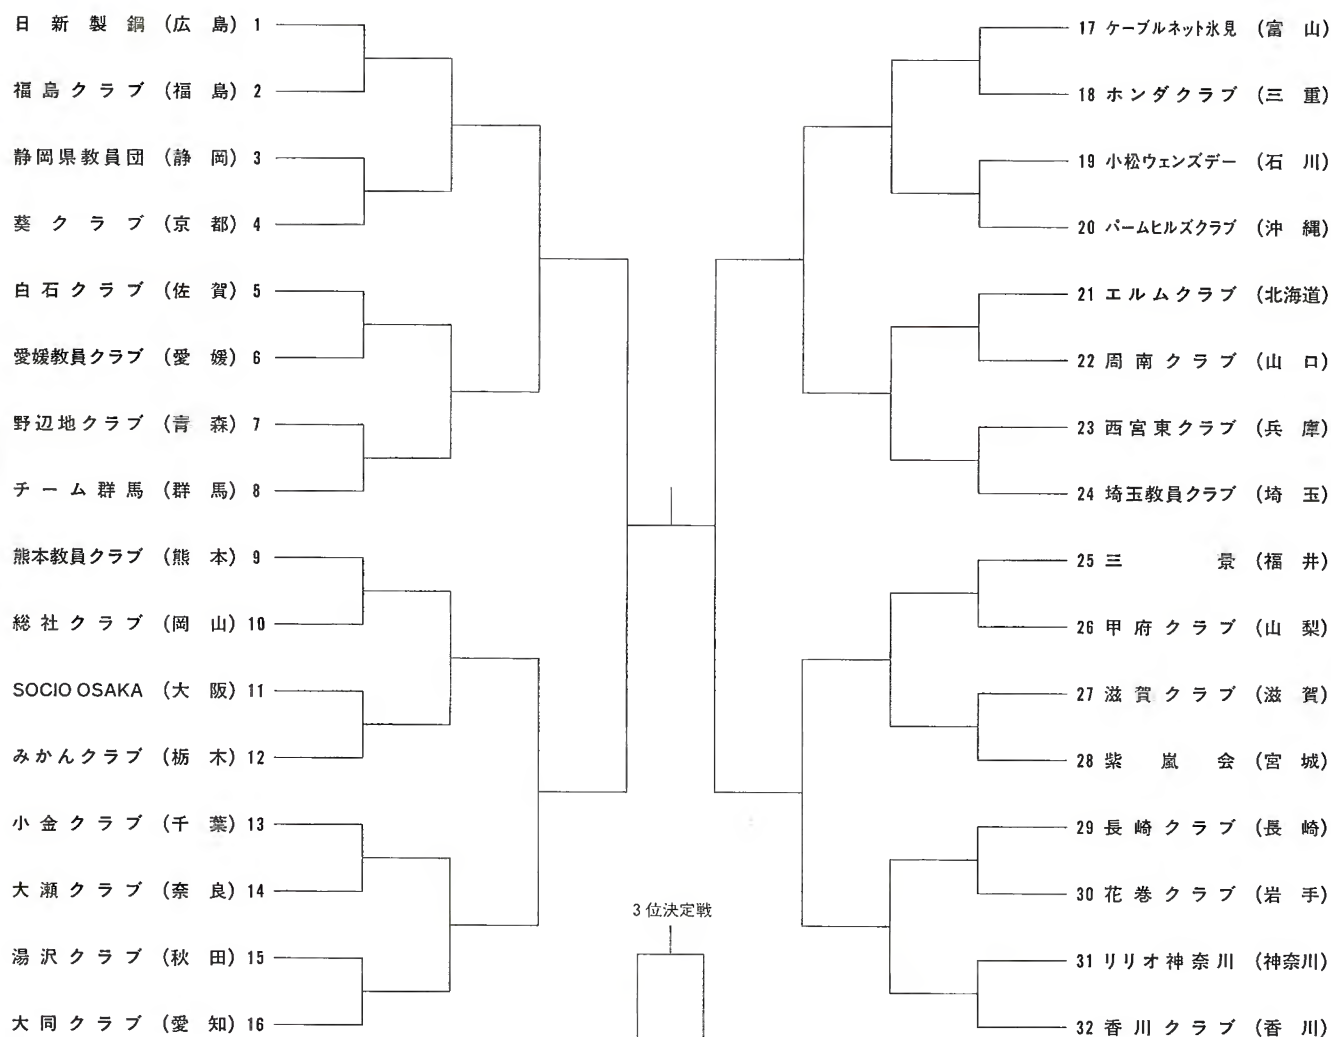 日新製鋼 (広島) 1
福島クラブ (福島) 2
静岡県教員団 (静岡) 3
葵クラブ (京都) 4
白石クラブ (佐賀) 5
愛媛教員クラブ (愛媛) 6
野辺地クラブ (青森) 7
チーム群馬 (群馬) 8
熊本教員クラブ (熊本) 9
総社クラブ (岡山) 10
SOCIO OSAKA (大阪) 11
みかんクラブ (栃木) 12
小金クラブ (千葉) 13
大瀬クラブ (奈良) 14
湯沢クラブ (秋田) 15
大同クラブ (愛知) 16
3位決定戦
17 ケーブルネット氷見 (富山)
18 ホンダクラブ (三重)
19 小松ウェンズデー (石川)
20 パームヒルズクラブ (沖縄)
21 エルムクラブ (北海道)
22 周南クラブ (山口)
23 西宮東クラブ (兵庫)
24 埼玉教員クラブ (埼玉)
25 三景 (福井)
26 甲府クラブ (山梨)
27 滋賀クラブ (滋賀)
28 紫嵐会 (宮城)
29 長崎クラブ (長崎)
30 花巻クラブ (岩手)
31 リリオ神奈川 (神奈川)
32 香川クラブ (香川)